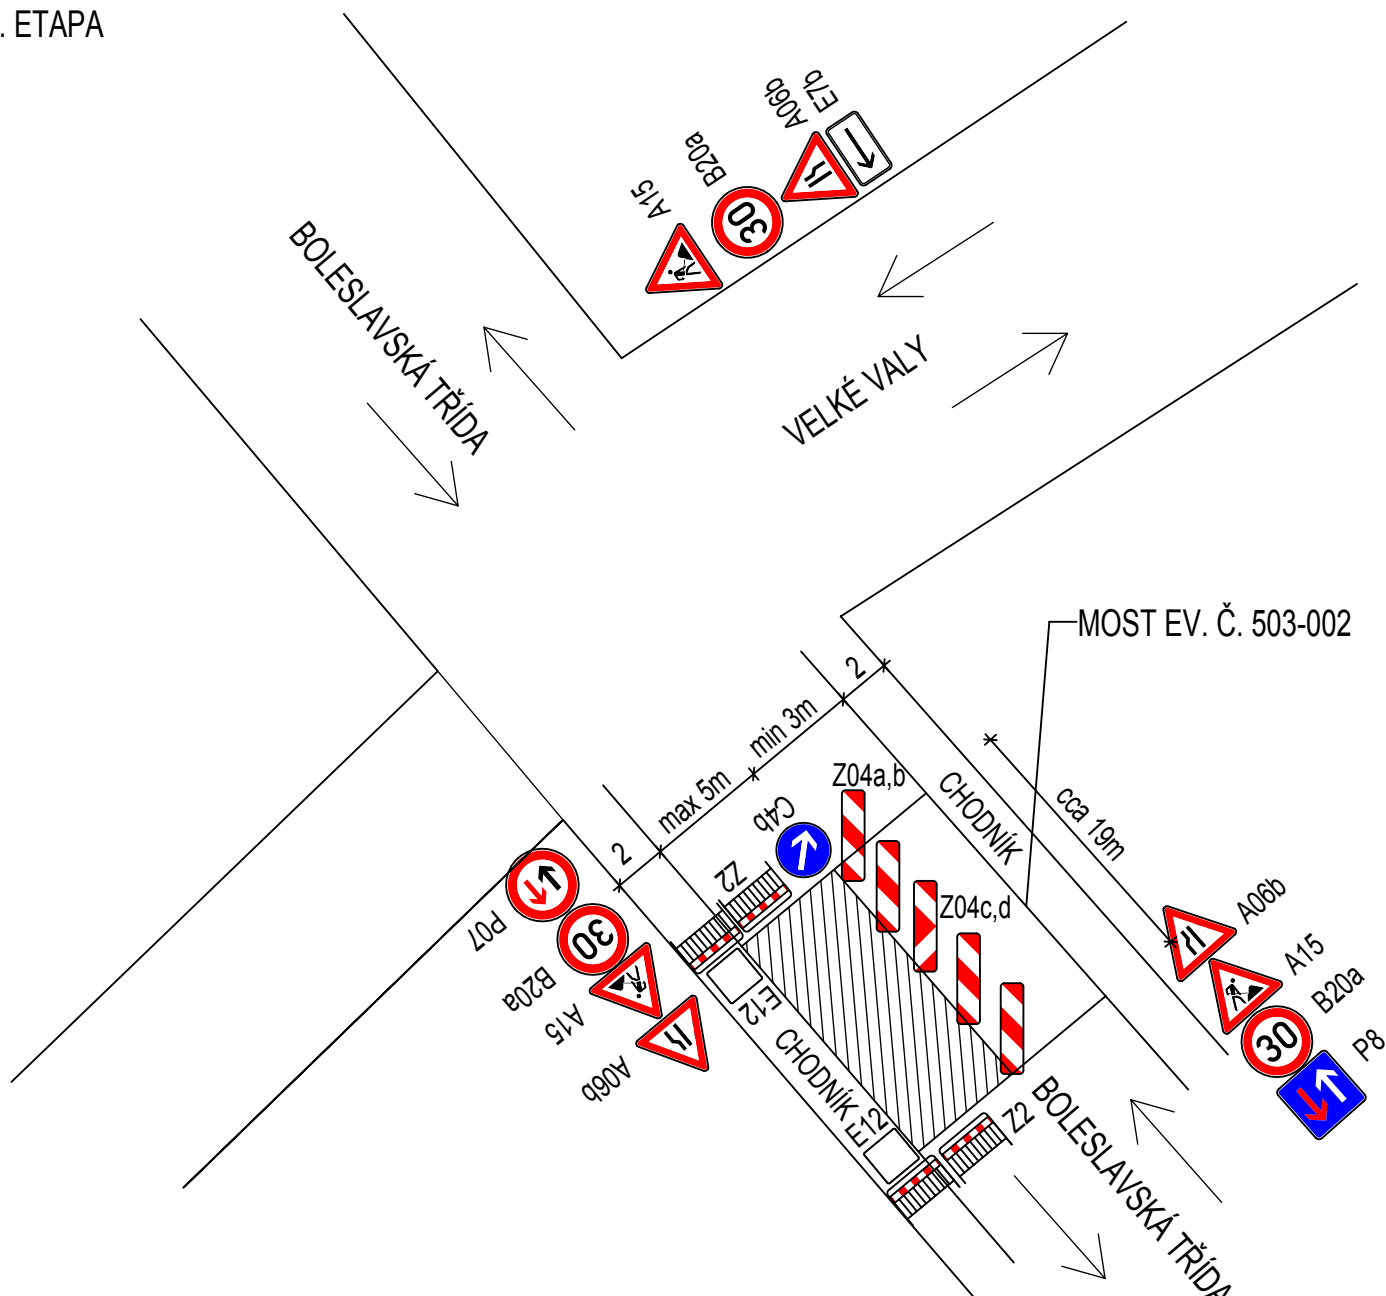 . ETAPA
E7b
A06b
B20a
A15
30
BOLESLAVSKÁ TŘÍDA
VELKÉ VALY
MOST EV. Č. 503-002
2
min 3m
max 5m
2
Z04a,b
CHODNÍK
cca 19m
C4b
Z2
Z04c,d
P07
B20a
30
A15
A06b
E12
CHODNÍK
E12
Z2
A06b
A15
B20a
30
P8
BOLESLAVSKÁ TŘÍDA